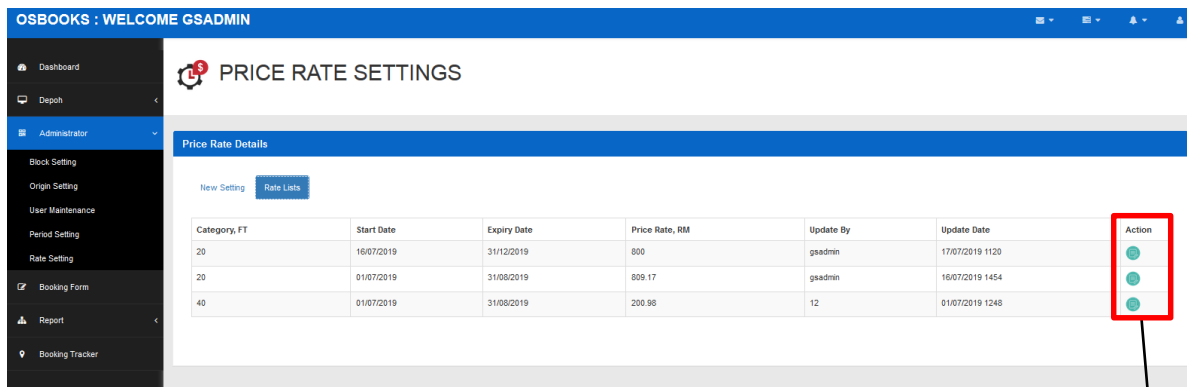 OSBOOKS : WELCOME GSADMIN
Dashboard
Depoh
Administrator
Block Setting
Origin Setting
User Maintenance
Period Setting
Rate Setting
Booking Form
Report
Booking Tracker
$
PRICE RATE SETTINGS
Price Rate Details
New Setting Rate Lists
Category, FT Start Date Expiry Date Price Rate, RM Update By Update Date Action
20 16/07/2019 31/12/2019 800 gsadmin 17/07/2019 1120
20 01/07/2019 31/08/2019 809.17 gsadmin 16/07/2019 1454
40 01/07/2019 31/08/2019 200.98 12 01/07/2019 1248